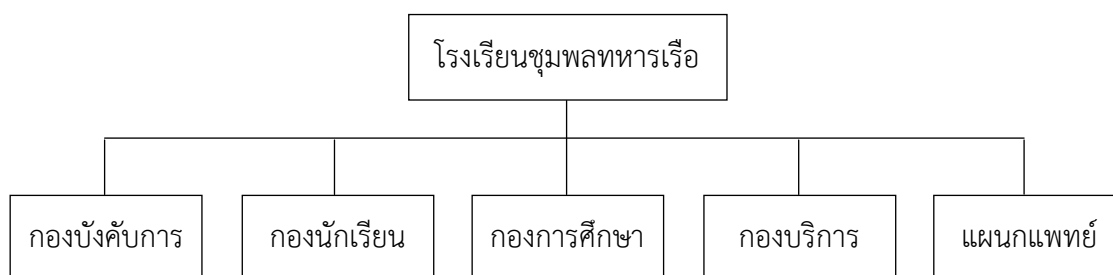 โรงเรียนชุมพลทหารเรือ
กองบังคับการ
กองนักเรียน
กองการศึกษา
กองบริการ
แผนกแพทย์